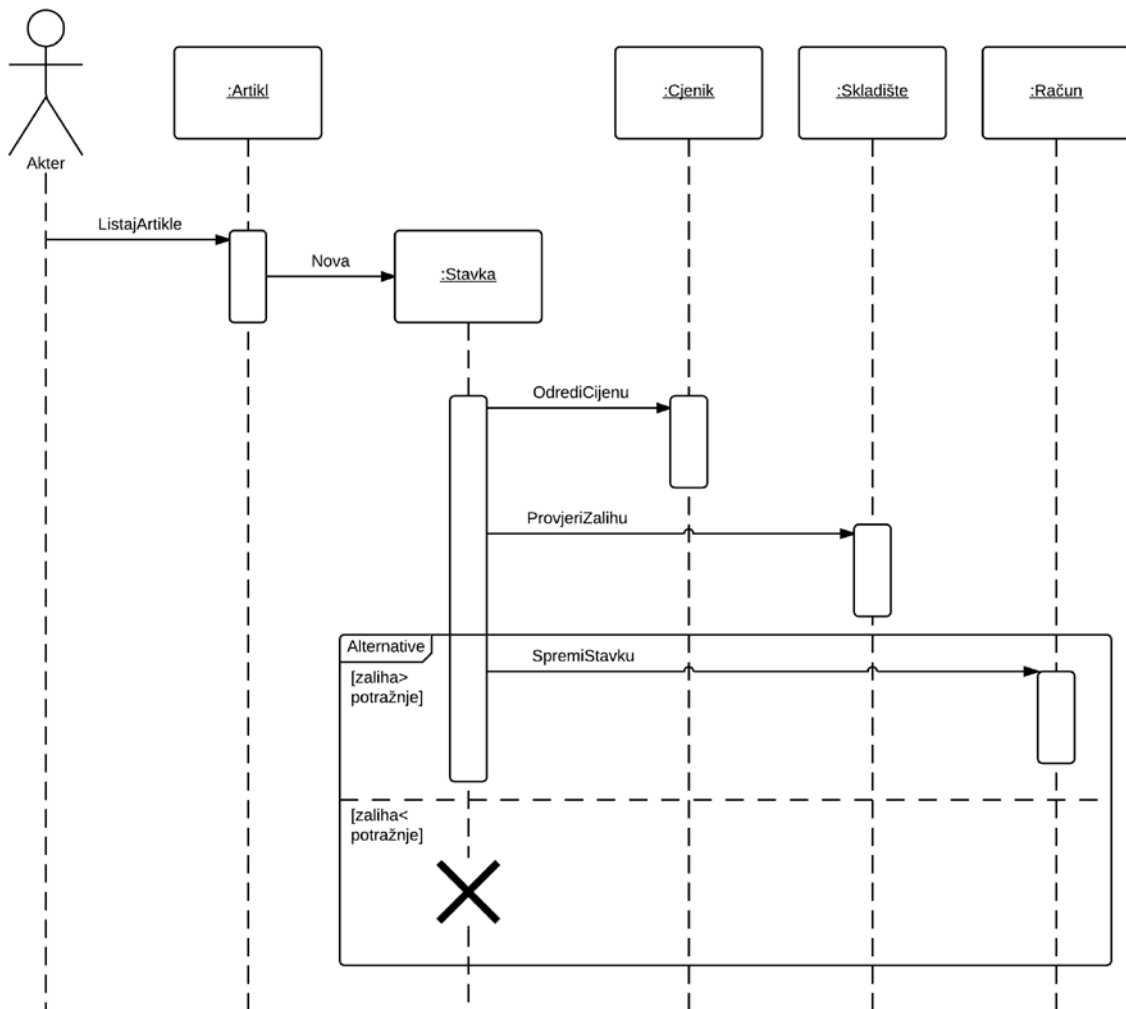 :Artikl
:Cjenik
:Skladište
:Račun
Akter
ListajArtikle
Nova
:Stavka
OdrediCijenu
ProvjeriZalihu
Alternative
SpremiStavku
[zaliha>
potražnje]
[zaliha<
potražnje]